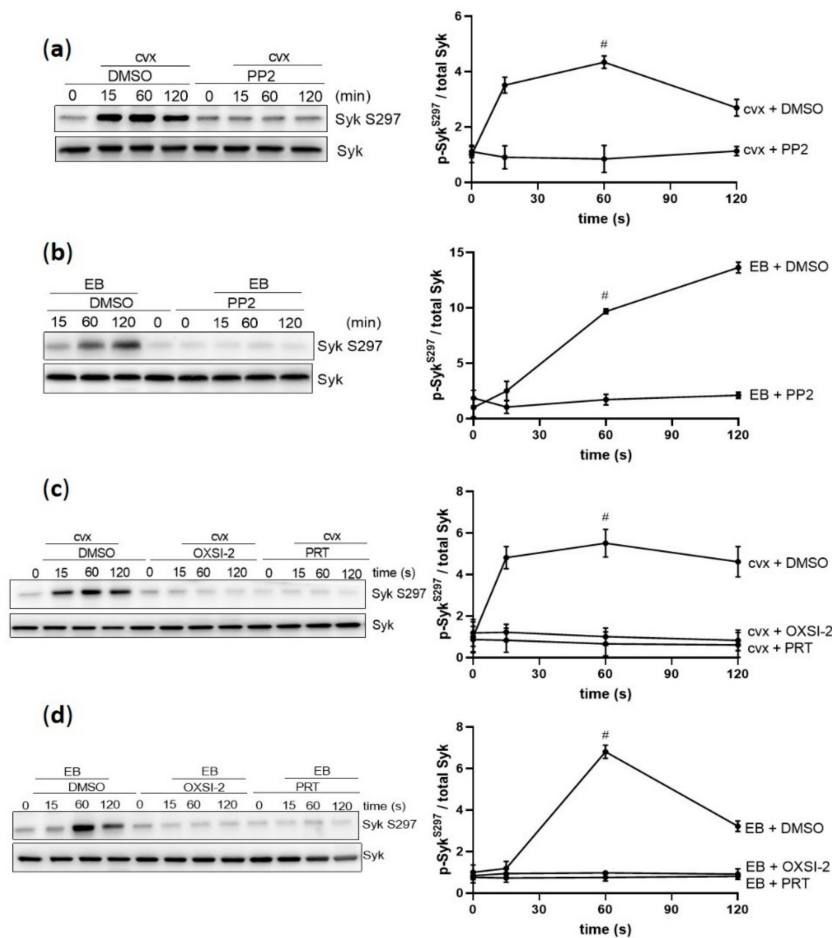 (a)
cvx cvx
DMSO PP2
0 15 60 120 0 15 60 120 (min)
Syk S297
Syk
p-Syk^S297 / total Syk
6
4
2
0
#
cvx + DMSO
cvx + PP2
0 30 60 90 120
time (s)
(b)
EB EB
DMSO PP2
15 60 120 0 0 15 60 120 (min)
Syk S297
Syk
p-Syk^S297 / total Syk
15
10
5
0
#
EB + DMSO
EB + PP2
0 30 60 90 120
time (s)
(c)
cvx cvx cvx
DMSO OXSI-2 PRT
0 15 60 120 0 15 60 120 0 15 60 120 time (s)
Syk S297
Syk
p-Syk^S297 / total Syk
8
6
4
2
0
#
cvx + DMSO
cvx + OXSI-2
cvx + PRT
0 30 60 90 120
time (s)
(d)
EB EB EB
DMSO OXSI-2 PRT
0 15 60 120 0 15 60 120 0 15 60 120 time (s)
Syk S297
Syk
p-Syk^S297 / total Syk
8
6
4
2
0
#
EB + DMSO
EB + OXSI-2
EB + PRT
0 30 60 90 120
time (s)